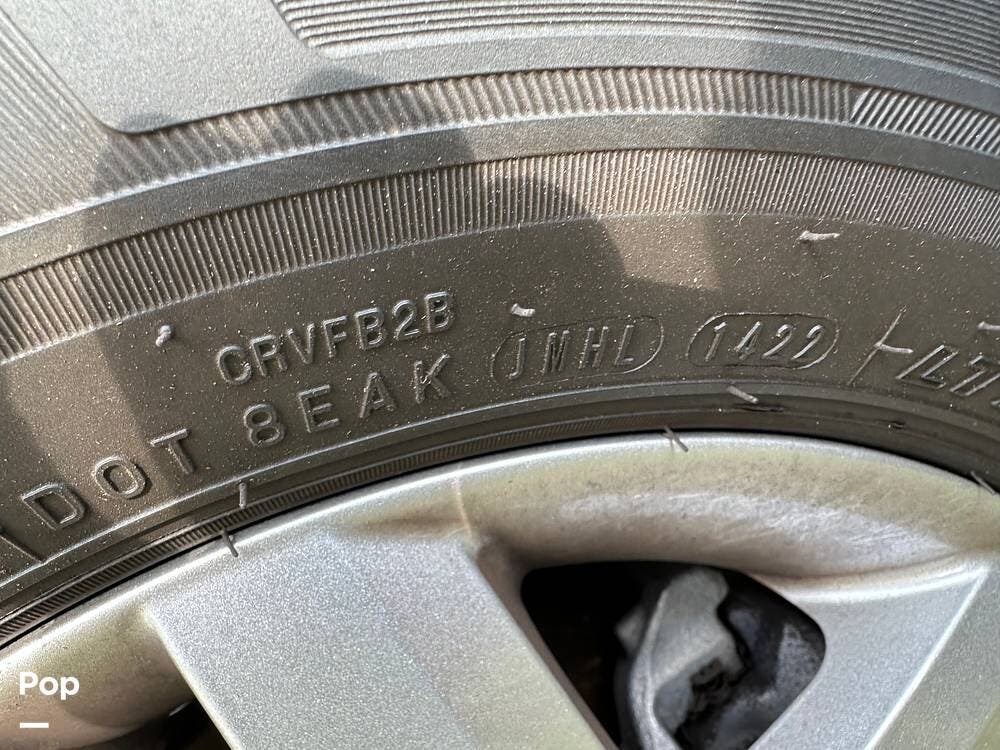 CRVFB2B
DOT 8EAK JMHL 1422
Pop